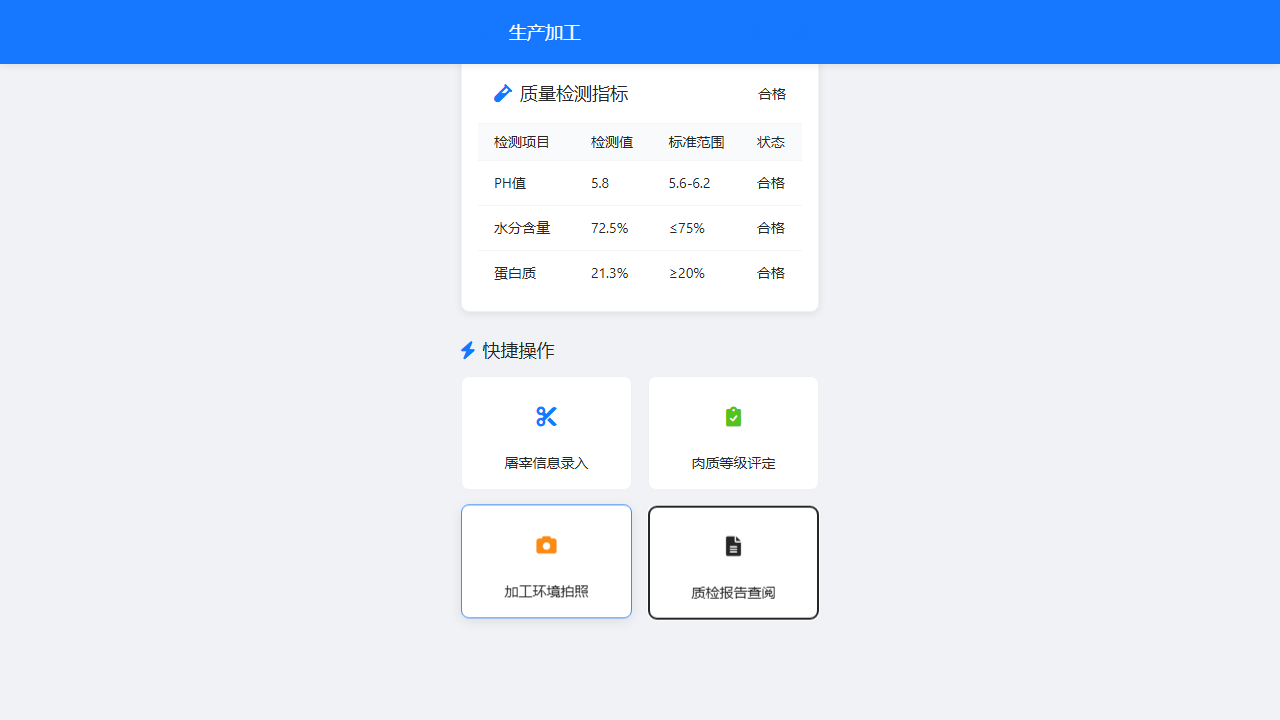 生产加工
质量检测指标 合格
检测项目 检测值 标准范围 状态
PH值 5.8 5.6-6.2 合格
水分含量 72.5% ≤75% 合格
蛋白质 21.3% ≥20% 合格
快捷操作
屠宰信息录入 肉质等级评定
加工环境拍照 质检报告查阅